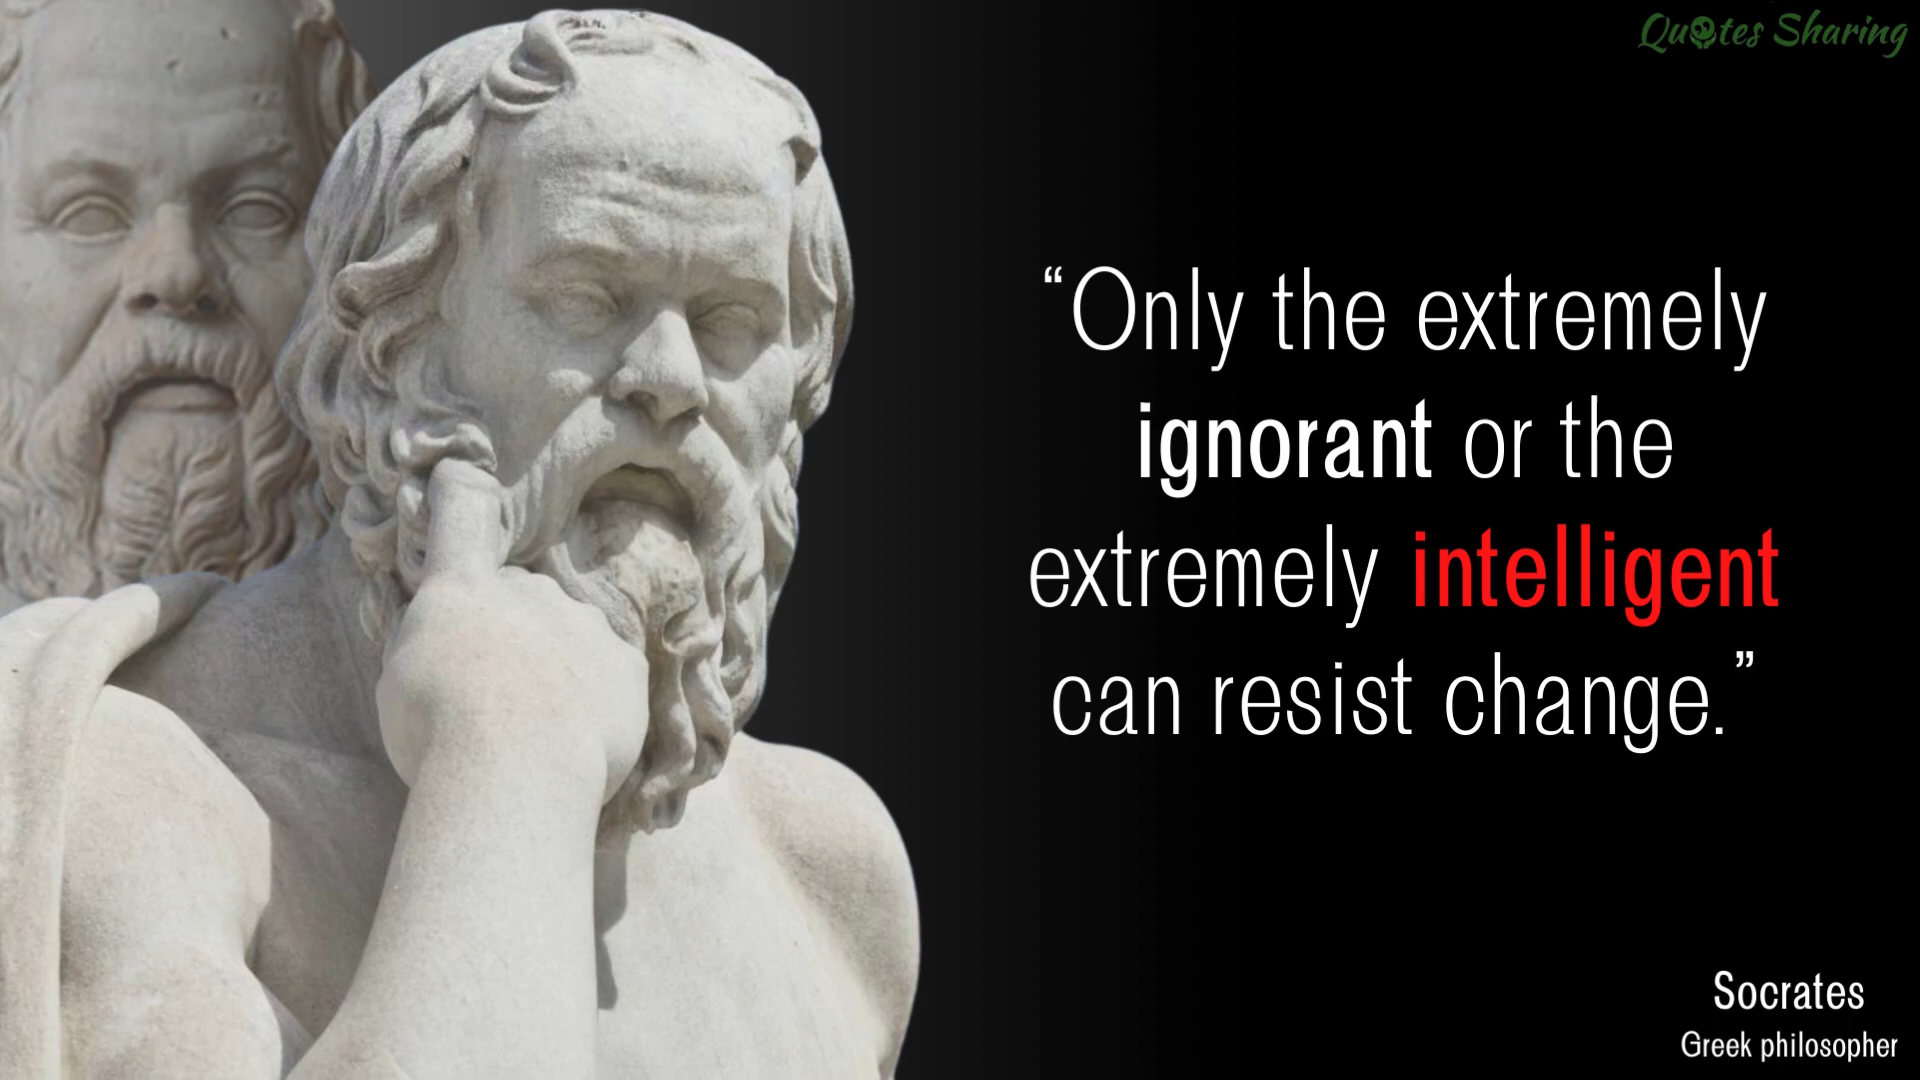 Quotes Sharing
“Only the extremely
ignorant or the
extremely intelligent
can resist change.”
Socrates
Greek philosopher